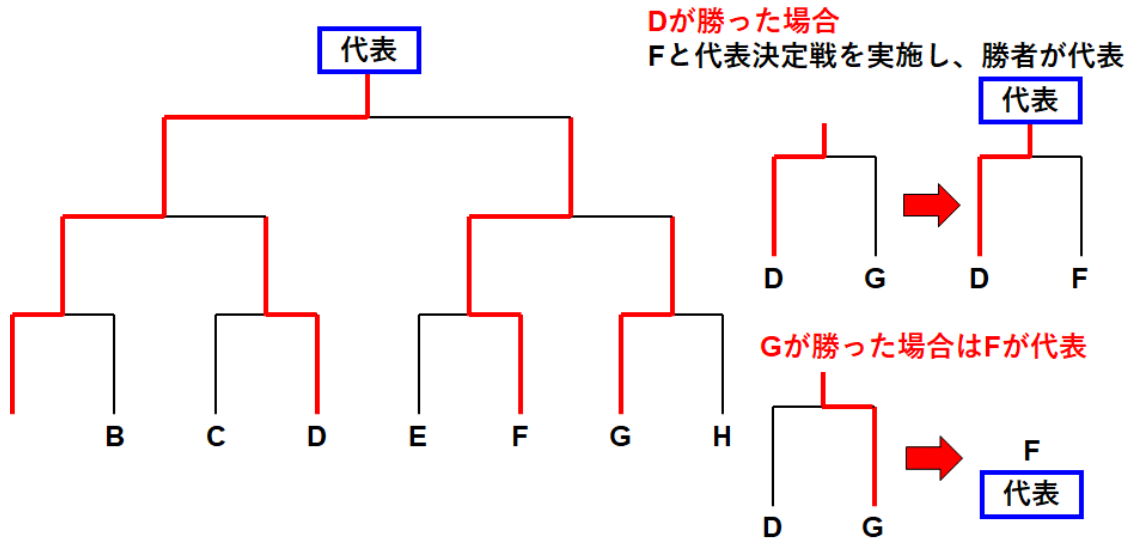 代表
B C D E F G H
Dが勝った場合
Fと代表決定戦を実施し、勝者が代表
代表
D G D F
Gが勝った場合はFが代表
F
代表
D G